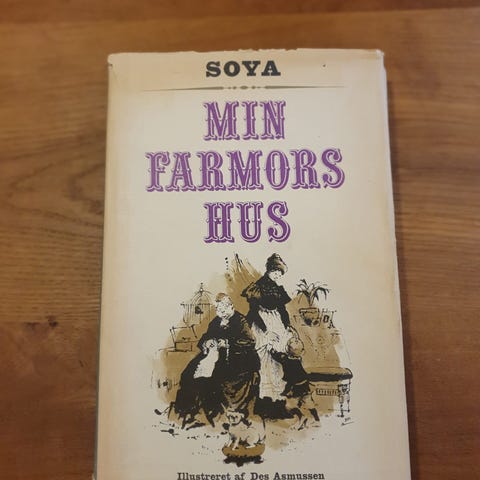 SOYA
MIN
FARMORS
HUS
Illustreret af Des Asmussen